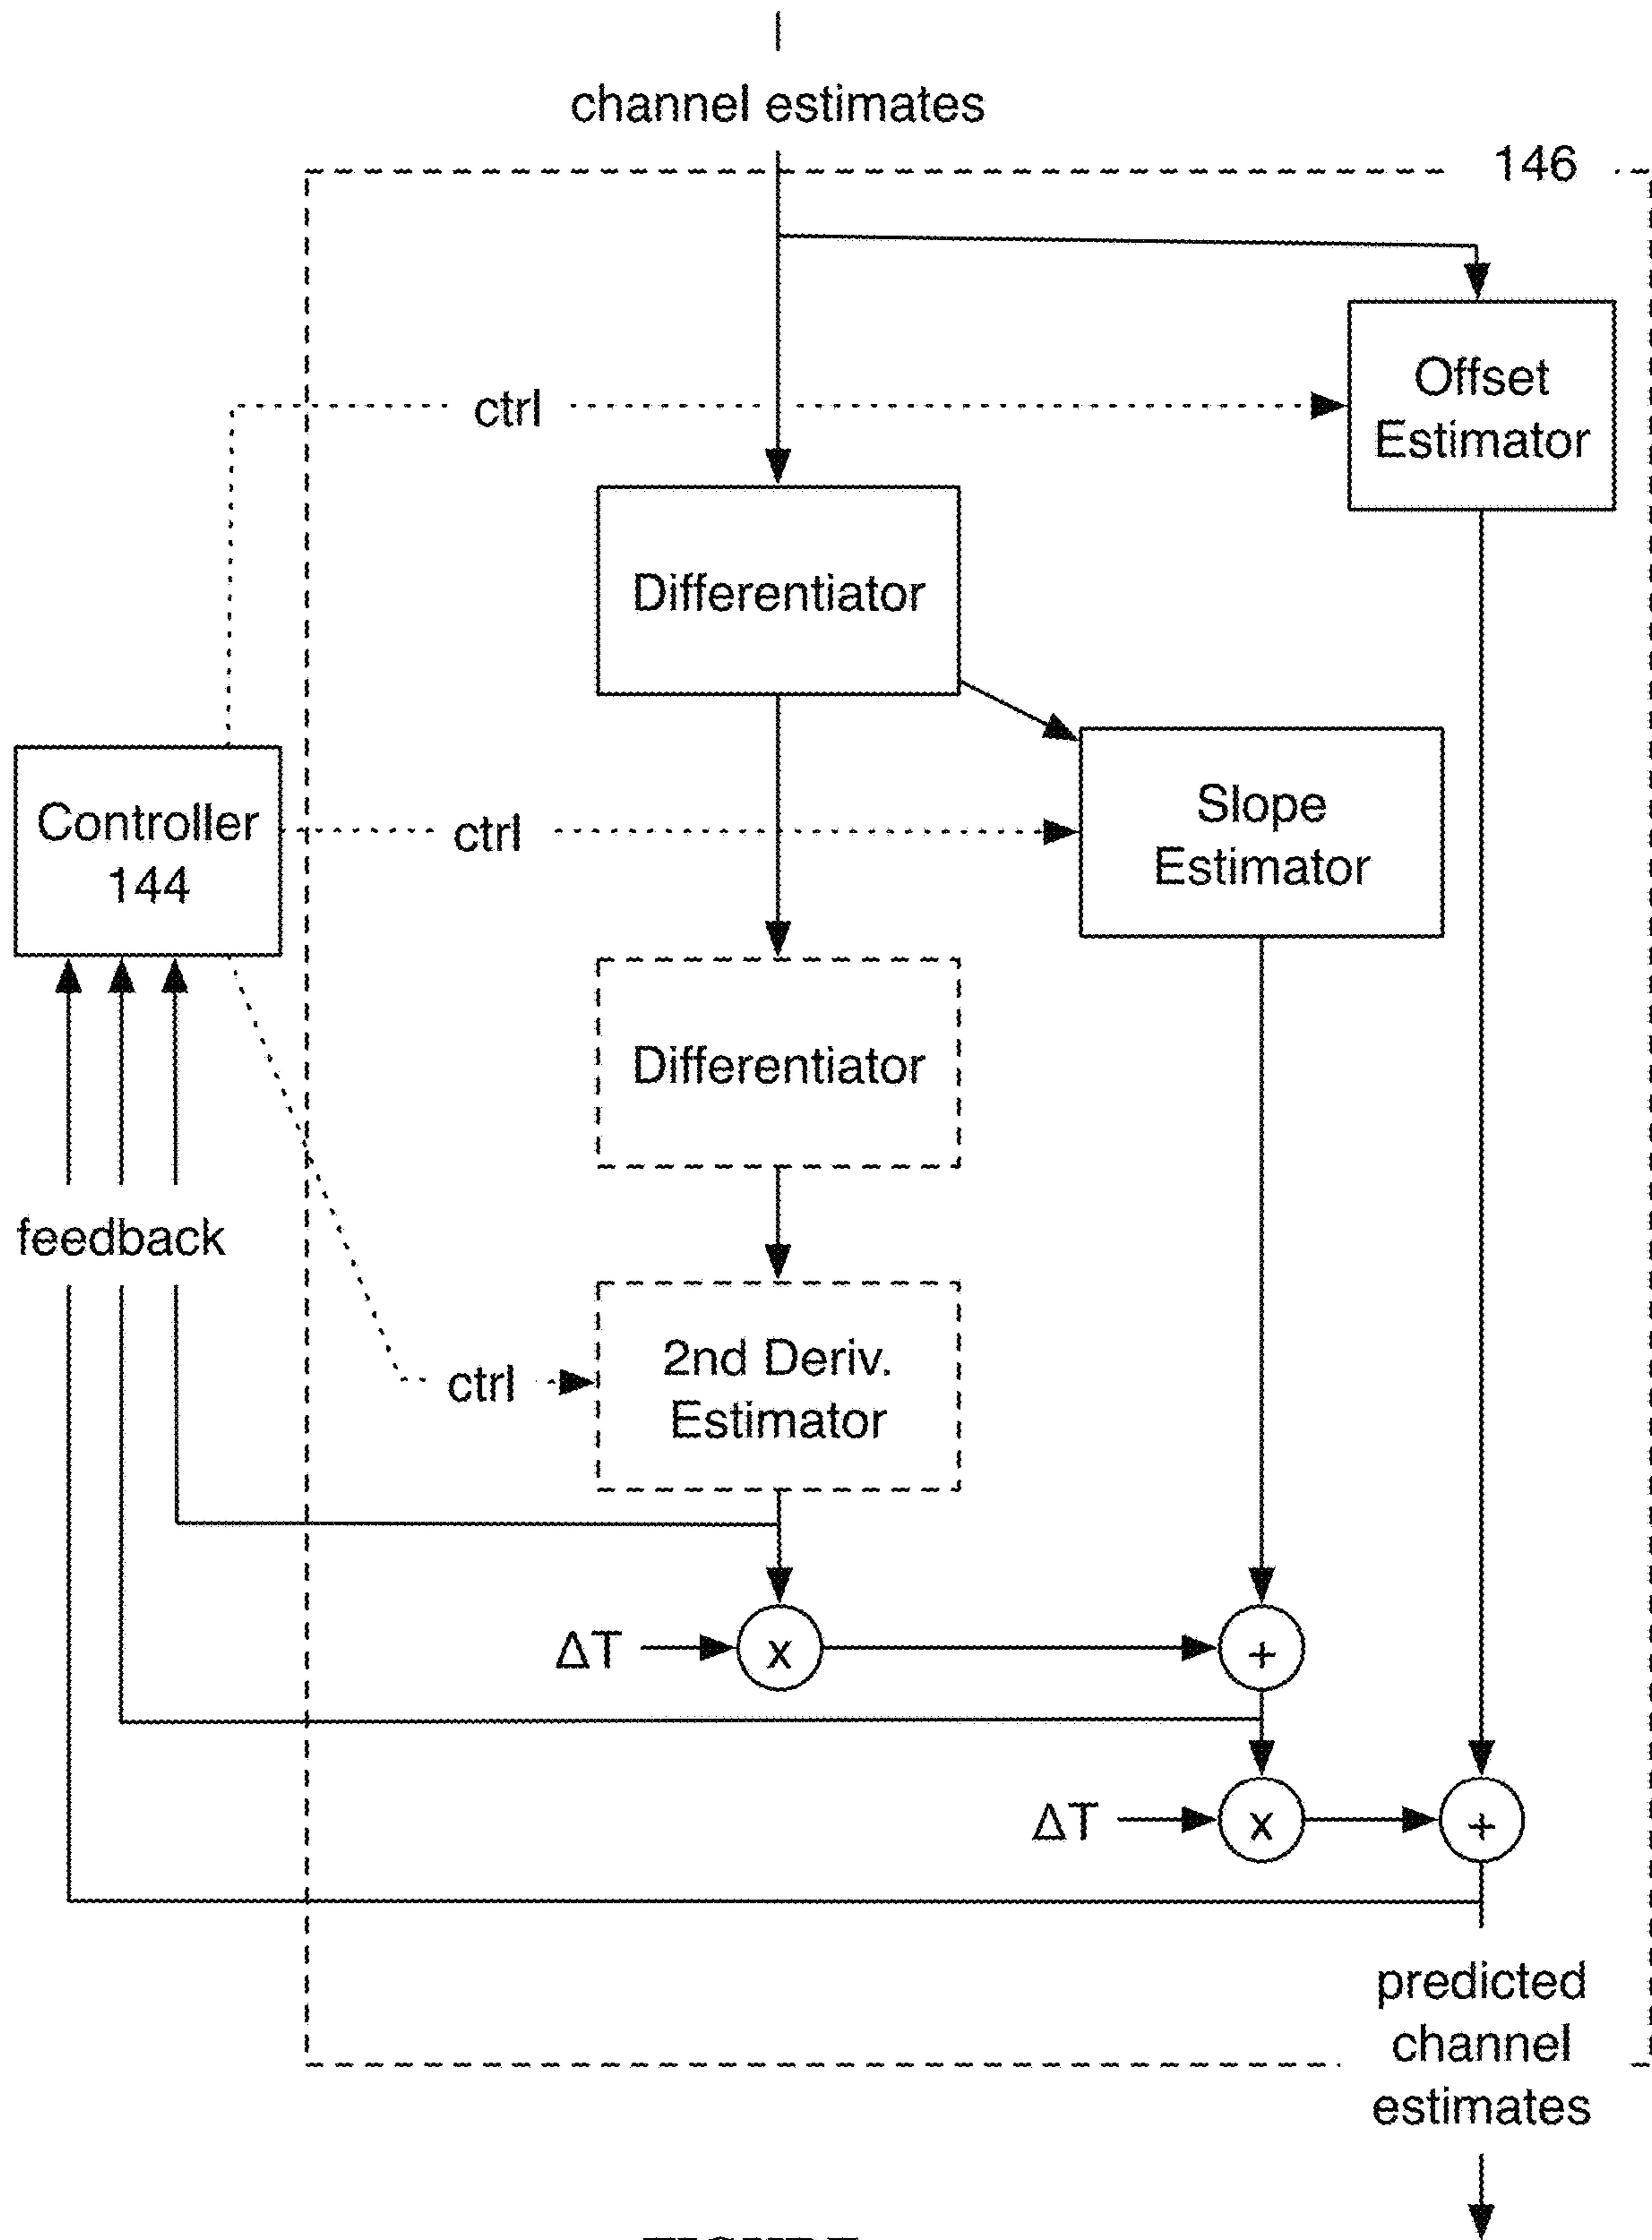 channel estimates
146
Offset
Estimator
ctrl
Differentiator
Controller
144
ctrl
Slope
Estimator
Differentiator
feedback
2nd Deriv.
Estimator
ctrl
ΔT
x
+
ΔT
x
+
predicted
channel
estimates